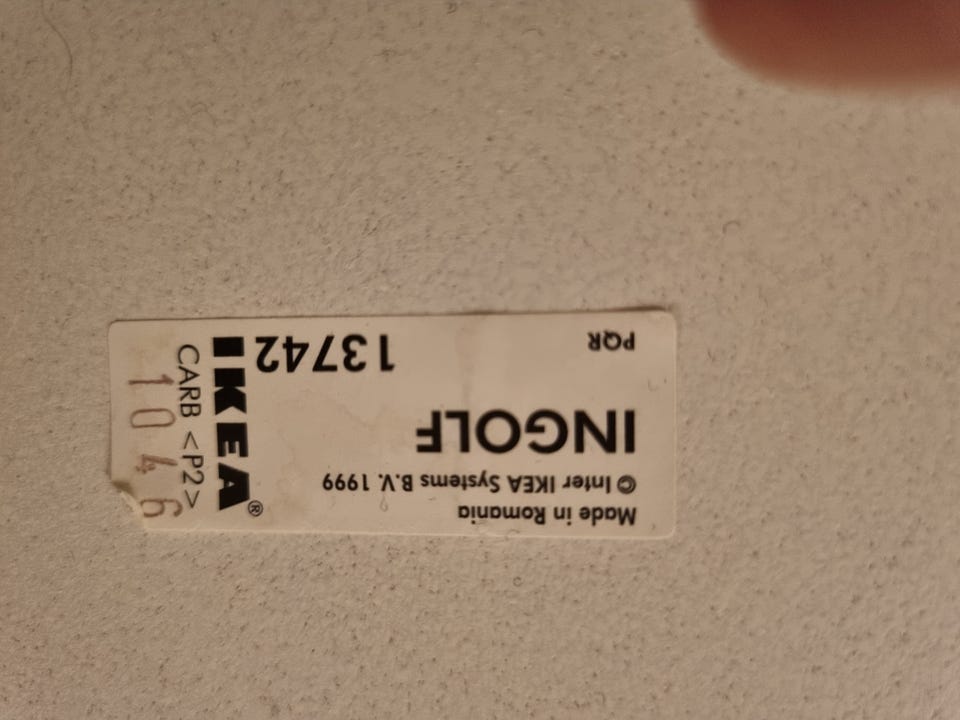 Made in Romania
© Inter IKEA Systems B.V. 1999
INGOLF
PQR
13742
IKEA®
CARB <P2>
1046